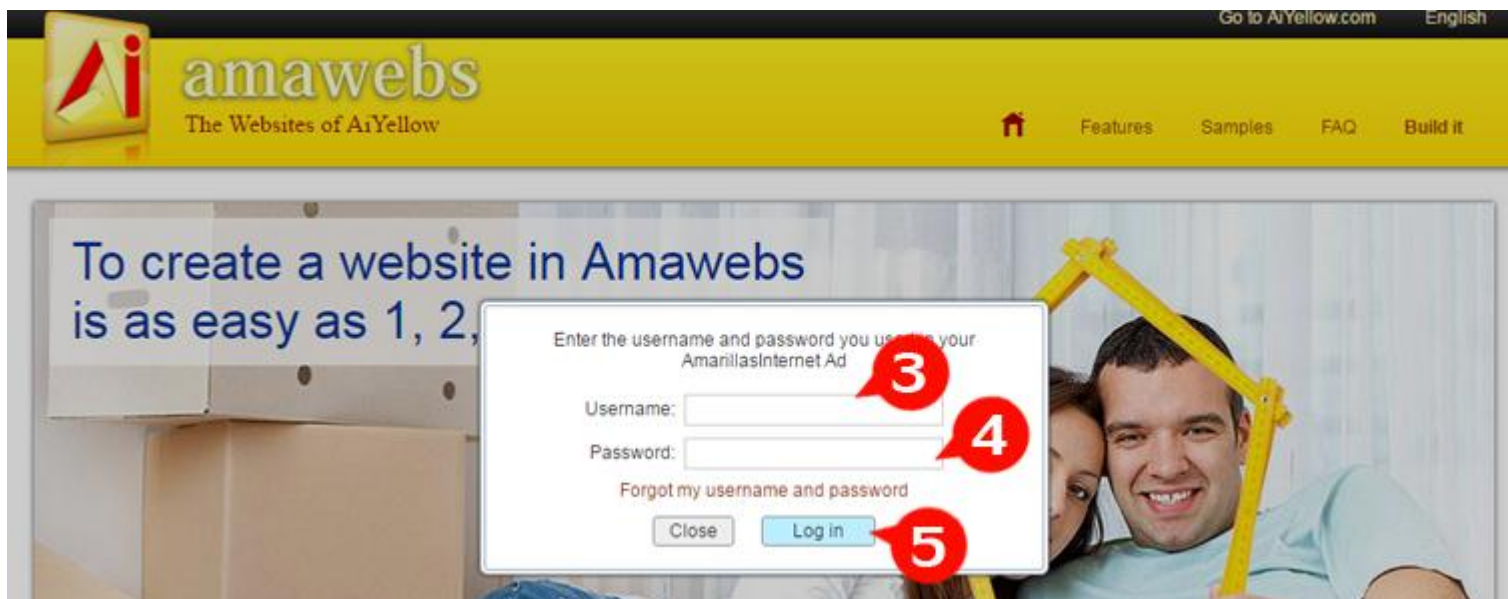 Go to AiYellow.com English
Ai
amawebs
The Websites of AiYellow
Features Samples FAQ Build it
To create a website in Amawebs
is as easy as 1, 2,
Enter the username and password you use in your
AmarillasInternet Ad
3
Username:
4
Password:
Forgot my username and password
Close Log in
5